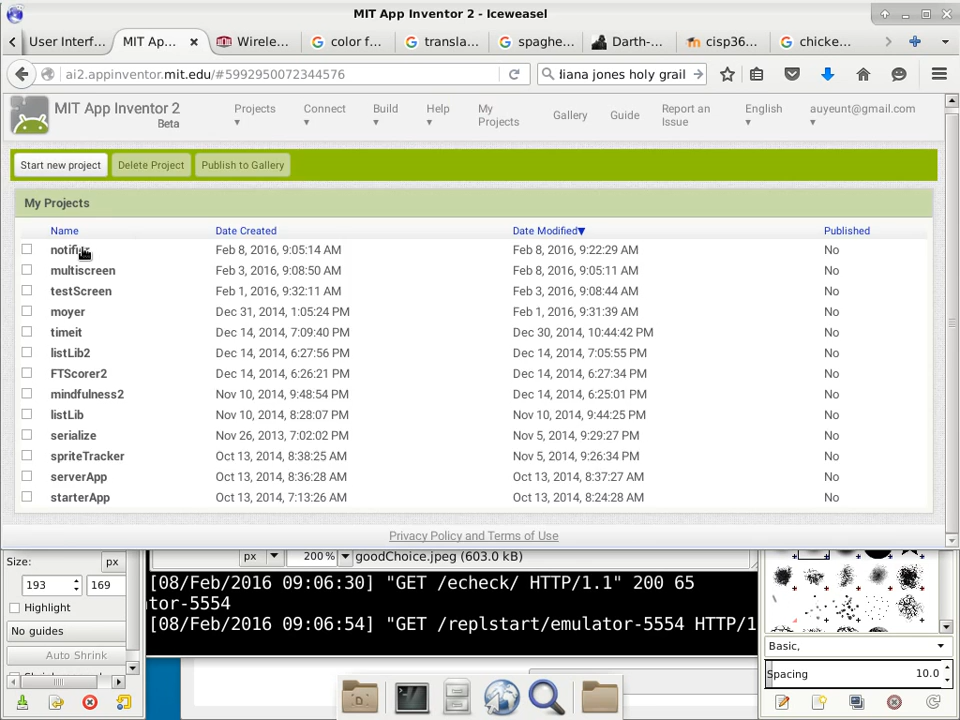 MIT App Inventor 2 - Iceweasel
User Interf...
MIT Ap...
Wirele...
color f...
transla...
spaghe...
Darth-...
cisp36...
chicke...
ai2.appinventor.mit.edu/#5992950072344576
liana jones holy grail
MIT App Inventor 2
Beta
Projects
Connect
Build
Help
My Projects
Gallery
Guide
Report an Issue
English
auyeunt@gmail.com
Start new project
Delete Project
Publish to Gallery
My Projects
Name Date Created Date Modified▼ Published
Feb 8, 2016, 9:05:14 AM Feb 8, 2016, 9:22:29 AM No
multiscreen Feb 3, 2016, 9:08:50 AM Feb 8, 2016, 9:05:11 AM No
testScreen Feb 1, 2016, 9:32:11 AM Feb 3, 2016, 9:08:44 AM No
moyer Dec 31, 2014, 1:05:24 PM Feb 1, 2016, 9:31:39 AM No
timeit Dec 14, 2014, 7:09:40 PM Dec 30, 2014, 10:44:42 PM No
listLib2 Dec 14, 2014, 6:27:56 PM Dec 14, 2014, 7:05:55 PM No
FTScorer2 Dec 14, 2014, 6:26:21 PM Dec 14, 2014, 6:27:34 PM No
mindfulness2 Nov 10, 2014, 9:48:54 PM Dec 14, 2014, 6:25:01 PM No
listLib Nov 10, 2014, 8:28:07 PM Nov 10, 2014, 9:44:25 PM No
serialize Nov 26, 2013, 7:02:02 PM Nov 5, 2014, 9:29:27 PM No
spriteTracker Oct 13, 2014, 8:38:25 AM Nov 5, 2014, 9:26:34 PM No
serverApp Oct 13, 2014, 8:36:28 AM Oct 13, 2014, 8:37:27 AM No
starterApp Oct 13, 2014, 7:13:26 AM Oct 13, 2014, 8:24:28 AM No
Privacy Policy and Terms of Use
Size:
px
193
169
Highlight
No guides
Auto Shrink
px
200%
goodChoice.jpeg (603.0 kB)
[08/Feb/2016 09:06:30] "GET /echeck/ HTTP/1.1" 200 65
tor-5554
[08/Feb/2016 09:06:54] "GET /replstart/emulator-5554 HTTP/1
Basic,
Spacing
10.0